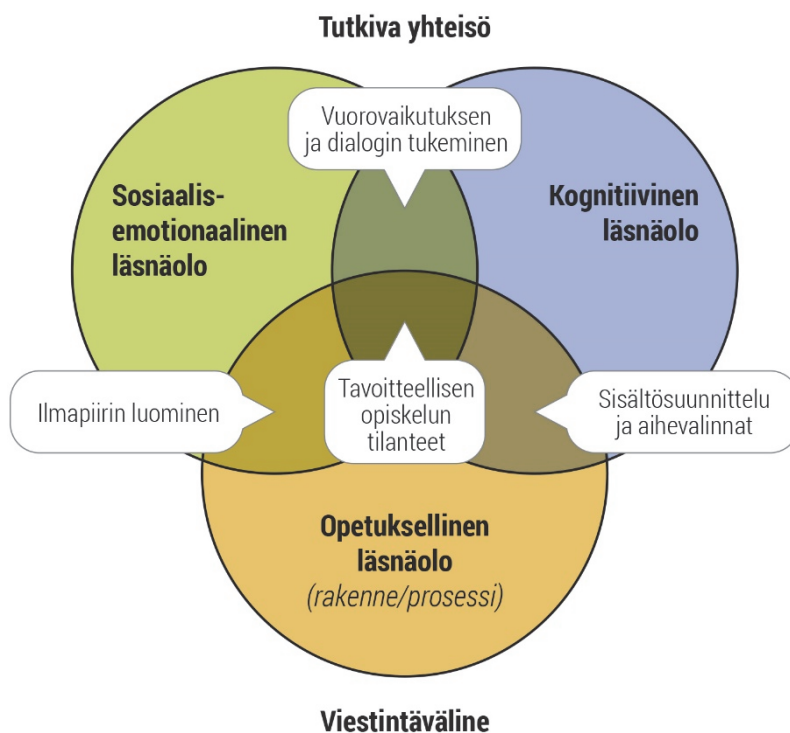 Tutkiva yhteisö
Vuorovaikutuksen
ja dialogin tukeminen
Sosiaalis-
emotionaalinen
läsnäolo
Kognitiivinen
läsnäolo
Ilmapiirin luominen
Tavoitteellisen
opiskelun
tilanteet
Sisältösuunnittelu
ja aihevalinnat
Opetuksellinen
läsnäolo
(rakenne/prosessi)
Viestintäväline